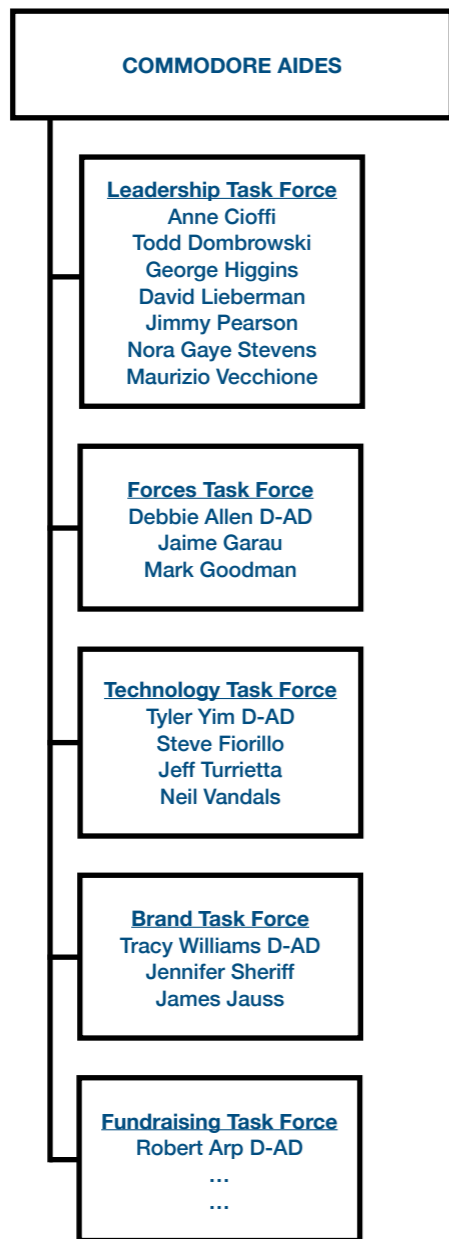 COMMODORE AIDES
Leadership Task Force
Anne Cioffi
Todd Dombrowski
George Higgins
David Lieberman
Jimmy Pearson
Nora Gaye Stevens
Maurizio Vecchione
Forces Task Force
Debbie Allen D-AD
Jaime Garau
Mark Goodman
Technology Task Force
Tyler Yim D-AD
Steve Fiorillo
Jeff Turrietta
Neil Vandals
Brand Task Force
Tracy Williams D-AD
Jennifer Sheriff
James Jauss
Fundraising Task Force
Robert Arp D-AD
…
…